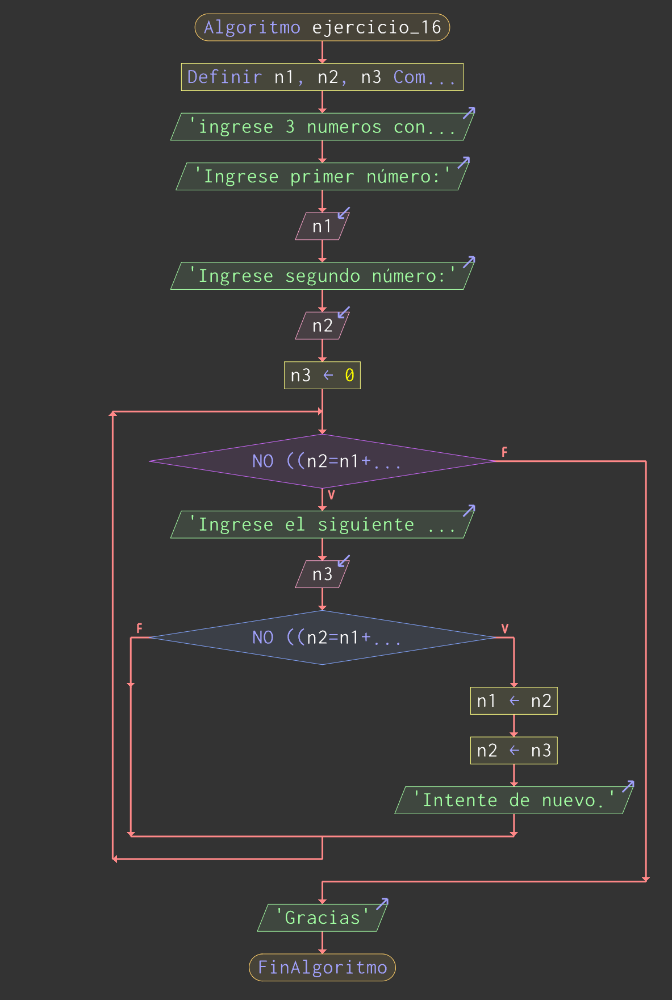 Algoritmo ejercicio_16
Definir n1, n2, n3 Com...
'ingrese 3 numeros con...
'Ingrese primer número:'
n1
'Ingrese segundo número:'
n2
n3 ← 0
NO ((n2=n1+...
F
V
'Ingrese el siguiente ...
n3
F
NO ((n2=n1+...
V
n1 ← n2
n2 ← n3
'Intente de nuevo.'
'Gracias'
FinAlgoritmo